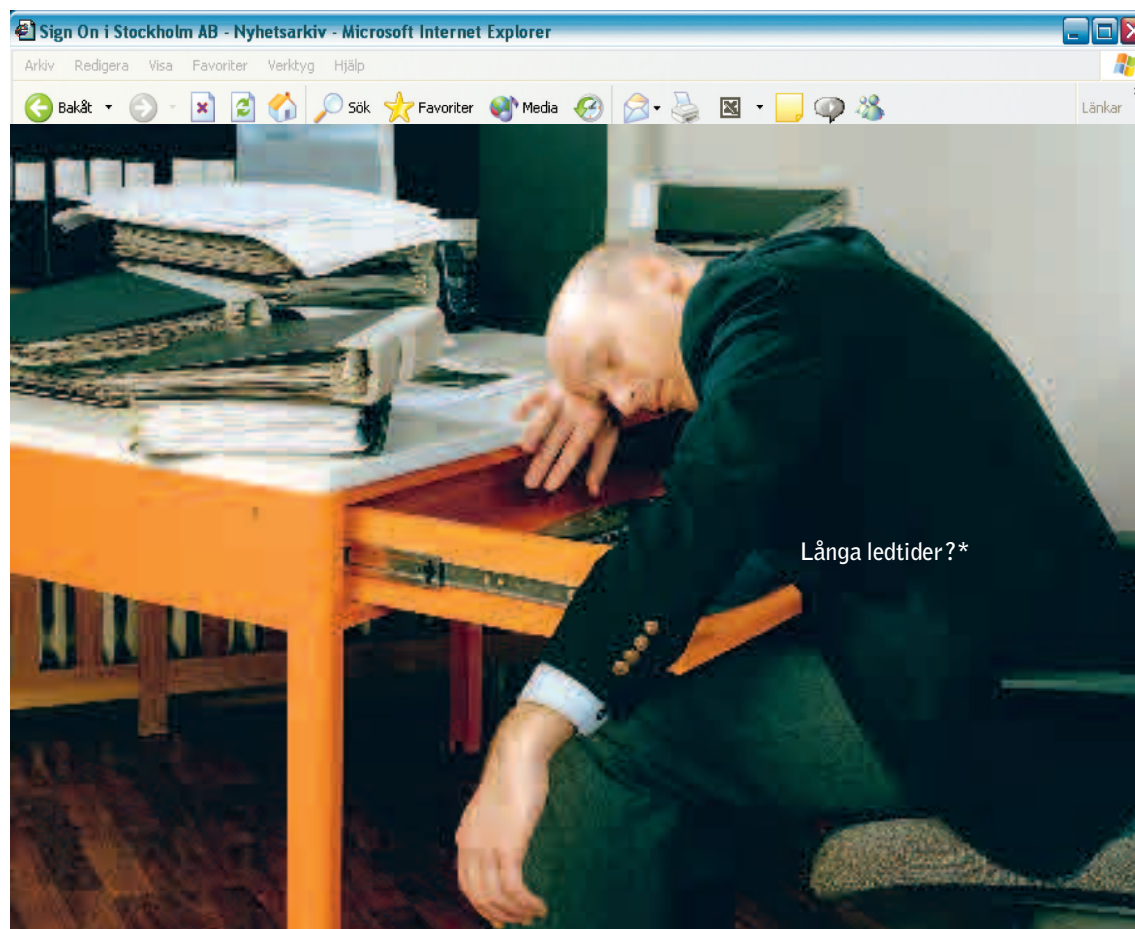 Sign On i Stockholm AB - Nyhetsarkiv - Microsoft Internet Explorer
Arkiv Redigera Visa Favoriter Verktyg Hjälp
Bakåt Sök Favoriter Media Länkar
Långa ledtider?*